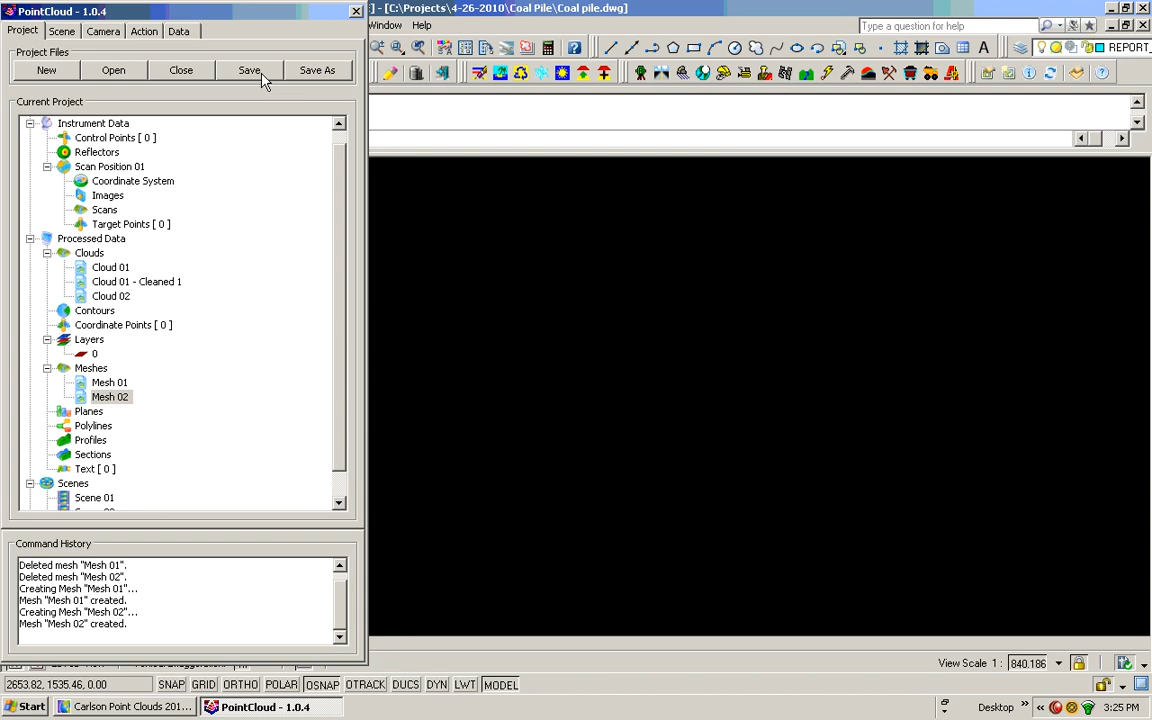 PointCloud - 1.0.4
] - [C:\Projects\4-26-2010\Coal Pile\Coal pile.dwg]
Project Scene Camera Action Data
Window Help
Type a question for help
Project Files
New Open Close Save Save As
REPORT_
Current Project
Instrument Data
Control Points [ 0 ]
Reflectors
Scan Position 01
Coordinate System
Images
Scans
Target Points [ 0 ]
Processed Data
Clouds
Cloud 01
Cloud 01 - Cleaned 1
Cloud 02
Contours
Coordinate Points [ 0 ]
Layers
0
Meshes
Mesh 01
Mesh 02
Planes
Polylines
Profiles
Sections
Text [ 0 ]
Scenes
Scene 01
Command History
Deleted mesh "Mesh 01".
Deleted mesh "Mesh 02".
Creating Mesh "Mesh 01"...
Mesh "Mesh 01" created.
Creating Mesh "Mesh 02"...
Mesh "Mesh 02" created.
View Scale 1 : 840.186
2653.82, 1535.46, 0.00 SNAP GRID ORTHO POLAR OSNAP OTRACK DUCS DYN LWT MODEL
Start Carlson Point Clouds 201... PointCloud - 1.0.4 Desktop » « 3:25 PM